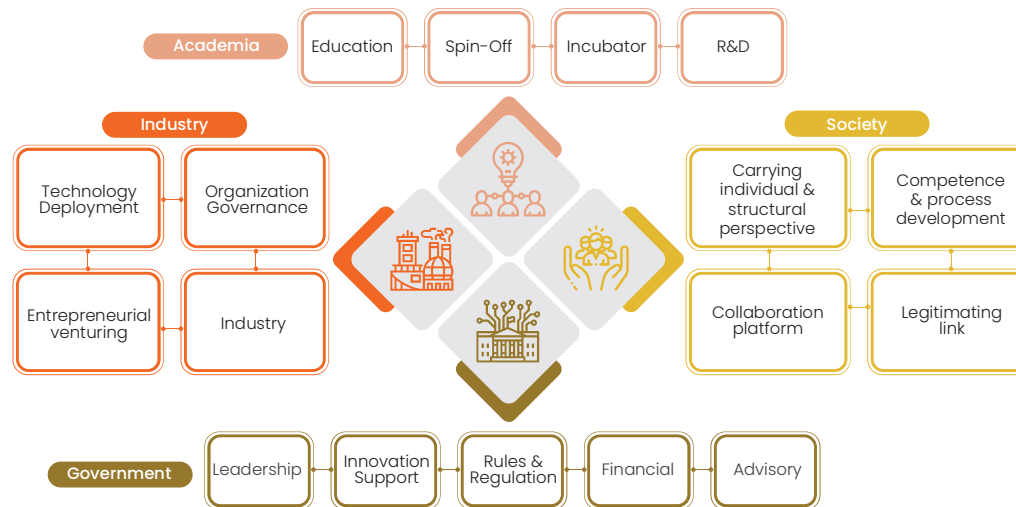 Academia
Education
Spin-Off
Incubator
R&D
Industry
Technology
Deployment
Organization
Governance
Entrepreneurial
venturing
Industry
Society
Carrying
individual &
structural
perspective
Competence
& process
development
Collaboration
platform
Legitimating
link
Government
Leadership
Innovation
Support
Rules &
Regulation
Financial
Advisory